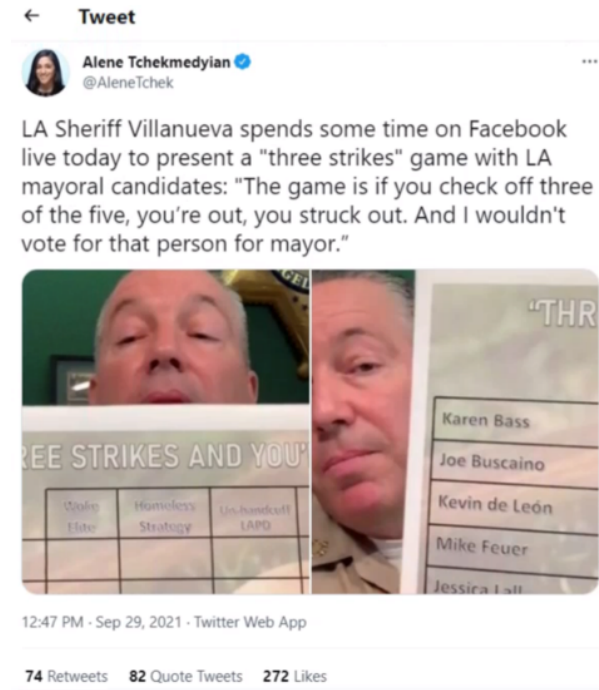 Tweet
Alene Tchekmedyian
@AleneTchek
LA Sheriff Villanueva spends some time on Facebook
live today to present a "three strikes" game with LA
mayoral candidates: "The game is if you check off three
of the five, you’re out, you struck out. And I wouldn't
vote for that person for mayor.”
GEL
REE STRIKES AND YOU'
Woke Elite
Homeless Strategy
Un-handcuff LAPD
"THR
Karen Bass
Joe Buscaino
Kevin de León
Mike Feuer
Jessica Lall
12:47 PM · Sep 29, 2021 · Twitter Web App
74 Retweets 82 Quote Tweets 272 Likes